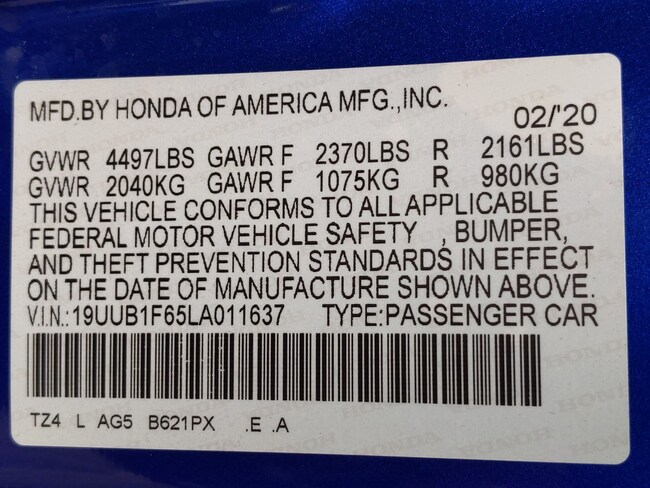 MFD.BY HONDA OF AMERICA MFG.,INC.
02/'20
GVWR 4497LBS GAWR F 2370LBS R 2161LBS
GVWR 2040KG GAWR F 1075KG R 980KG
THIS VEHICLE CONFORMS TO ALL APPLICABLE
FEDERAL MOTOR VEHICLE SAFETY , BUMPER,
AND THEFT PREVENTION STANDARDS IN EFFECT
ON THE DATE OF MANUFACTURE SHOWN ABOVE.
V.I.N.:19UUB1F65LA011637 TYPE:PASSENGER CAR
TZ4 L AG5 B621PX .E .A